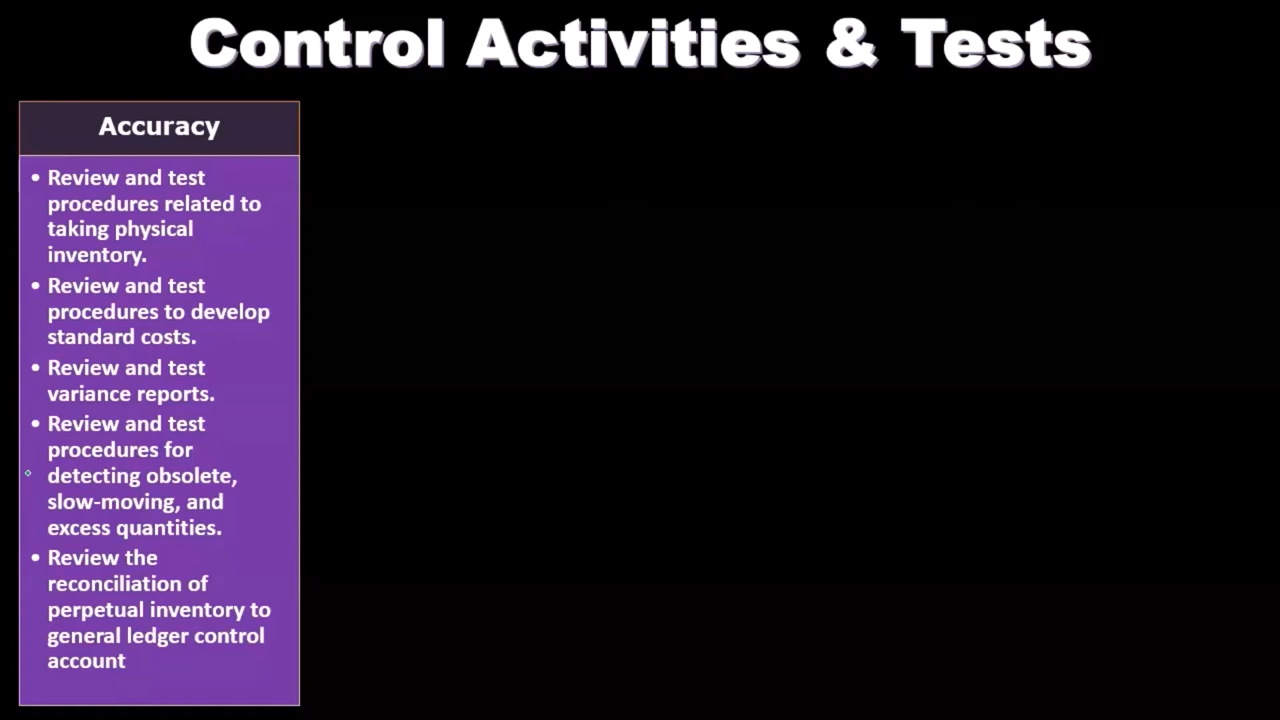 Control Activities & Tests
Accuracy
• Review and test
procedures related to
taking physical
inventory.
• Review and test
procedures to develop
standard costs.
• Review and test
variance reports.
• Review and test
procedures for
detecting obsolete,
slow-moving, and
excess quantities.
• Review the
reconciliation of
perpetual inventory to
general ledger control
account